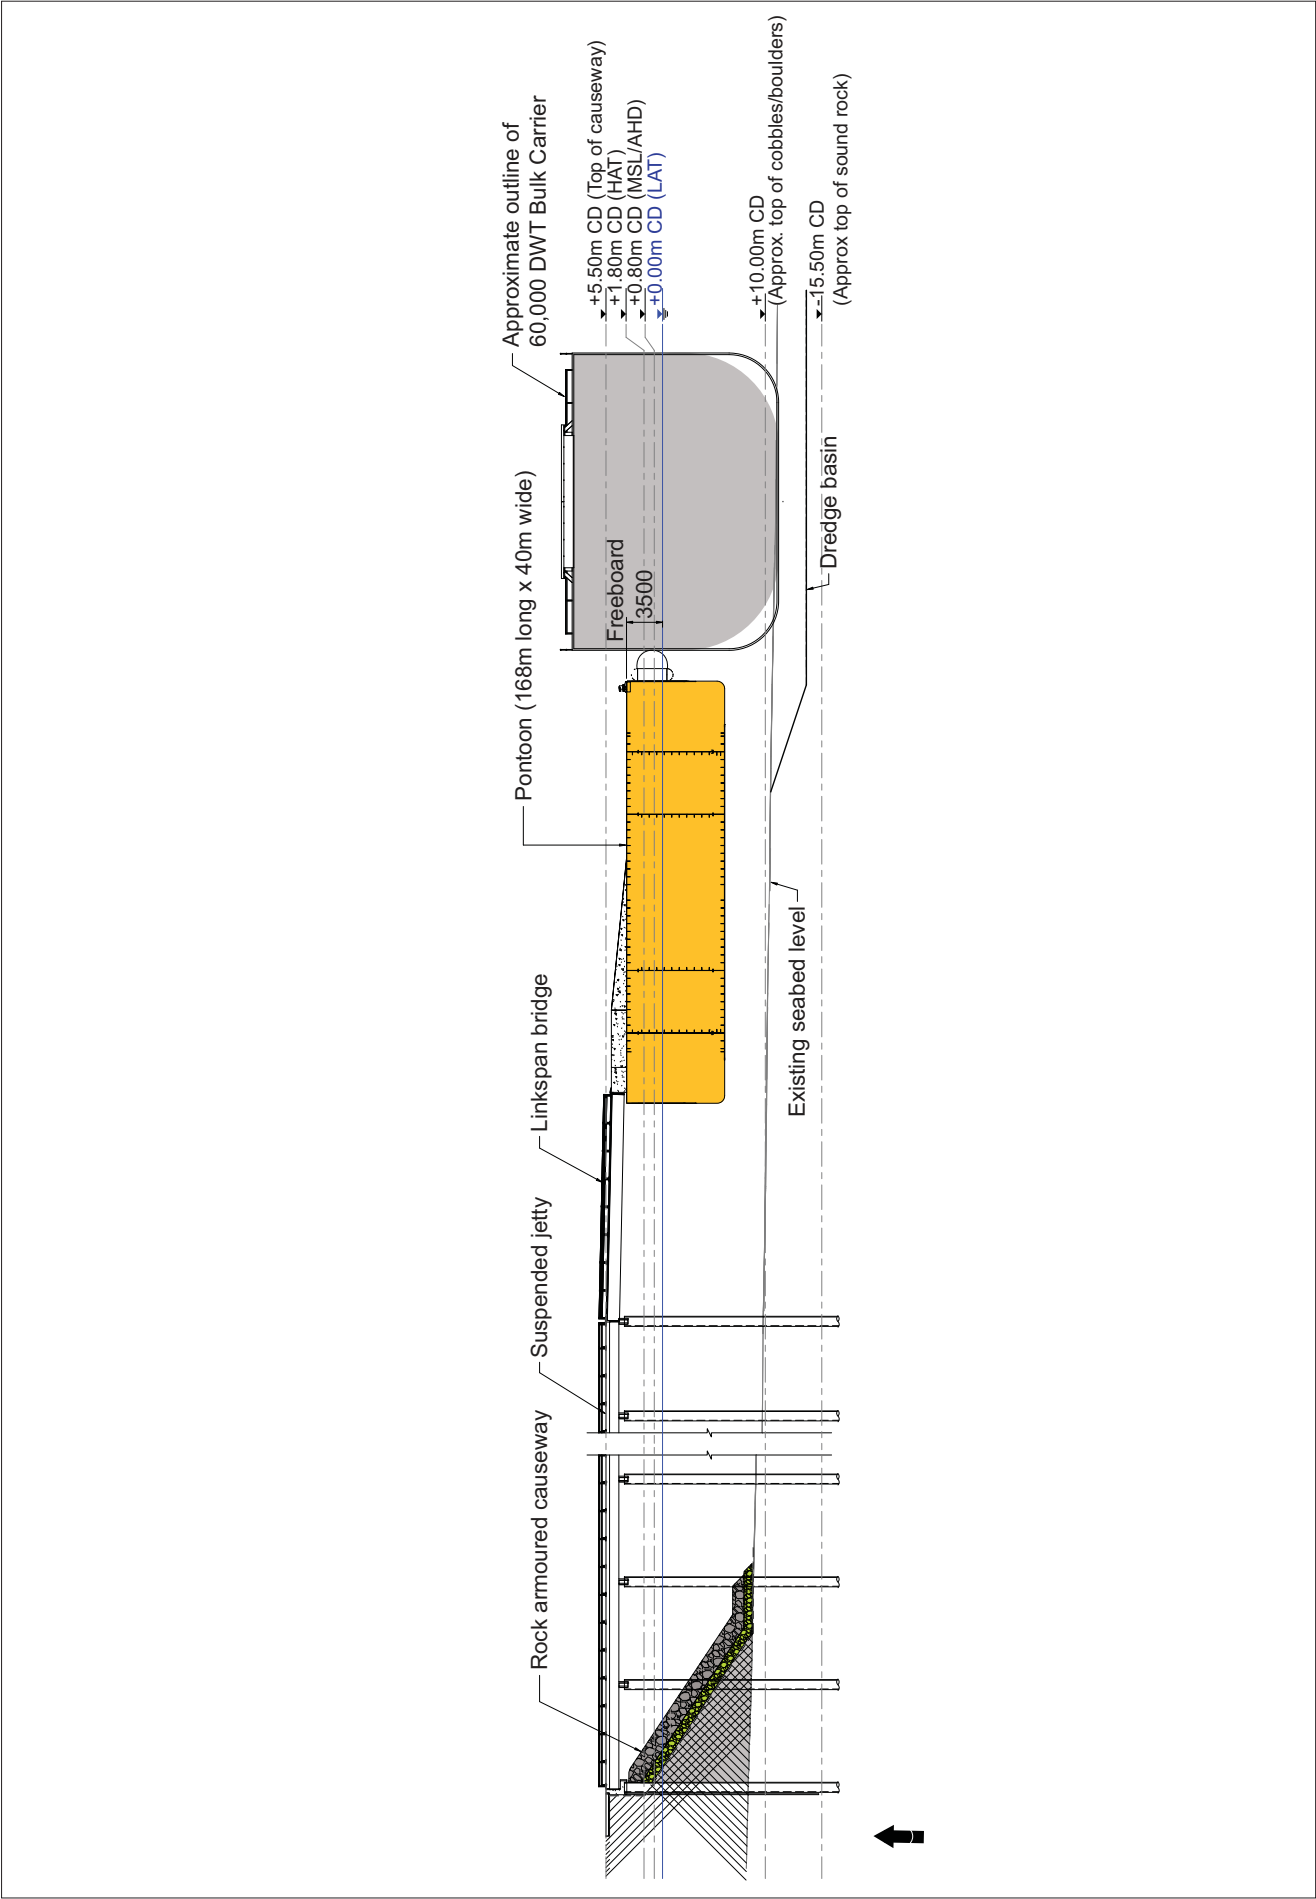 Rock armoured causeway
Suspended jetty
Linkspan bridge
Pontoon (168m long x 40m wide)
Approximate outline of
60,000 DWT Bulk Carrier
+5.50m CD (Top of causeway)
+1.80m CD (HAT)
+0.80m CD (MSL/AHD)
+0.00m CD (LAT)
Freeboard
3500
+10.00m CD
(Approx. top of cobbles/boulders)
-15.50m CD
(Approx top of sound rock)
Existing seabed level
Dredge basin